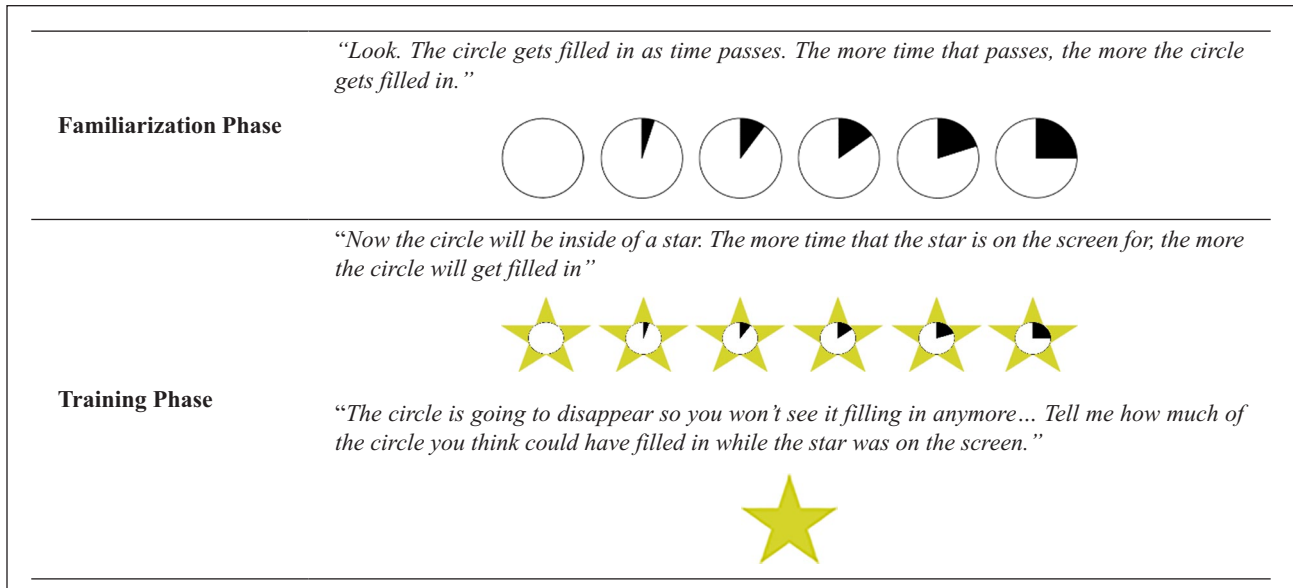 “Look. The circle gets filled in as time passes. The more time that passes, the more the circle
gets filled in.”
Familiarization Phase
“Now the circle will be inside of a star. The more time that the star is on the screen for, the more
the circle will get filled in”
Training Phase
“The circle is going to disappear so you won’t see it filling in anymore… Tell me how much of
the circle you think could have filled in while the star was on the screen.”